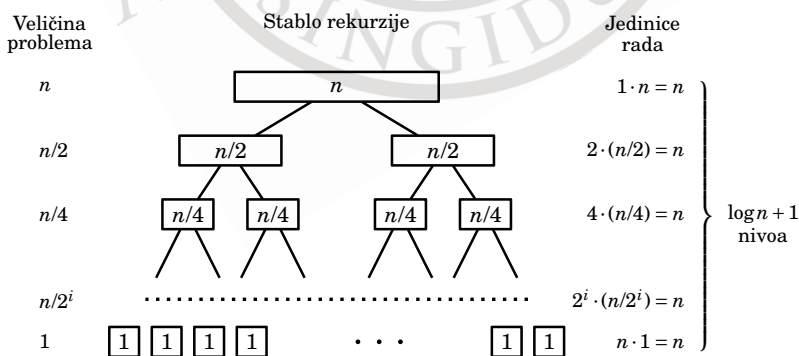 SINGIDU
Veličina problema
Stablo rekurzije
Jedinice rada
n
n
1·n = n
n/2
n/2 n/2
2·(n/2) = n
n/4
n/4 n/4 n/4 n/4
4·(n/4) = n
log n + 1 nivoa
n/2^i
2^i·(n/2^i) = n
1
1 1 1 1 · · · 1 1
n·1 = n